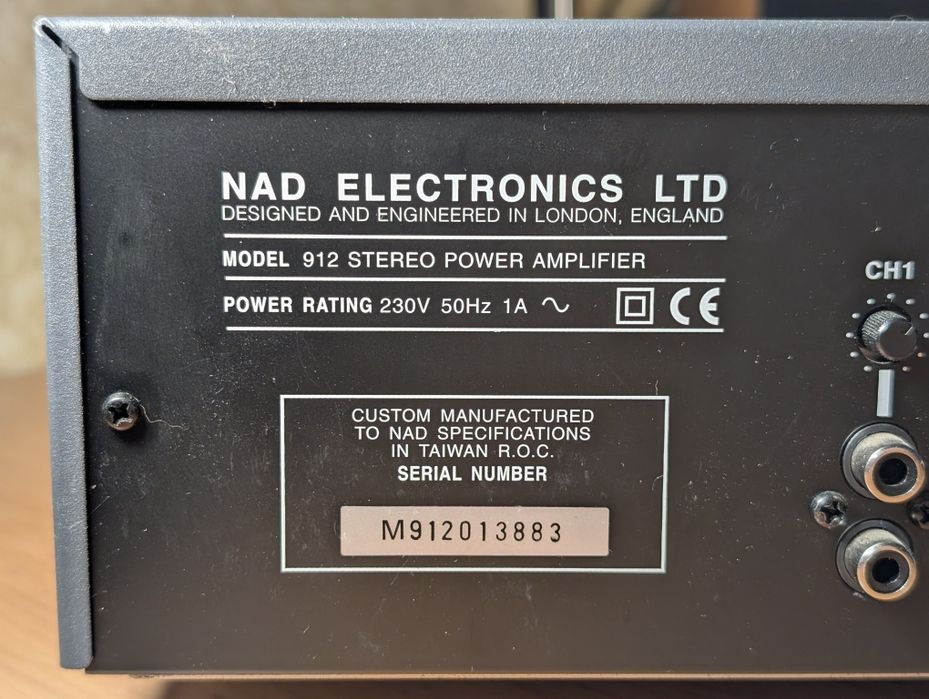 NAD ELECTRONICS LTD
DESIGNED AND ENGINEERED IN LONDON, ENGLAND
MODEL 912 STEREO POWER AMPLIFIER
POWER RATING 230V 50Hz 1A ∿
CE
CH1
CUSTOM MANUFACTURED
TO NAD SPECIFICATIONS
IN TAIWAN R.O.C.
SERIAL NUMBER
M912013883